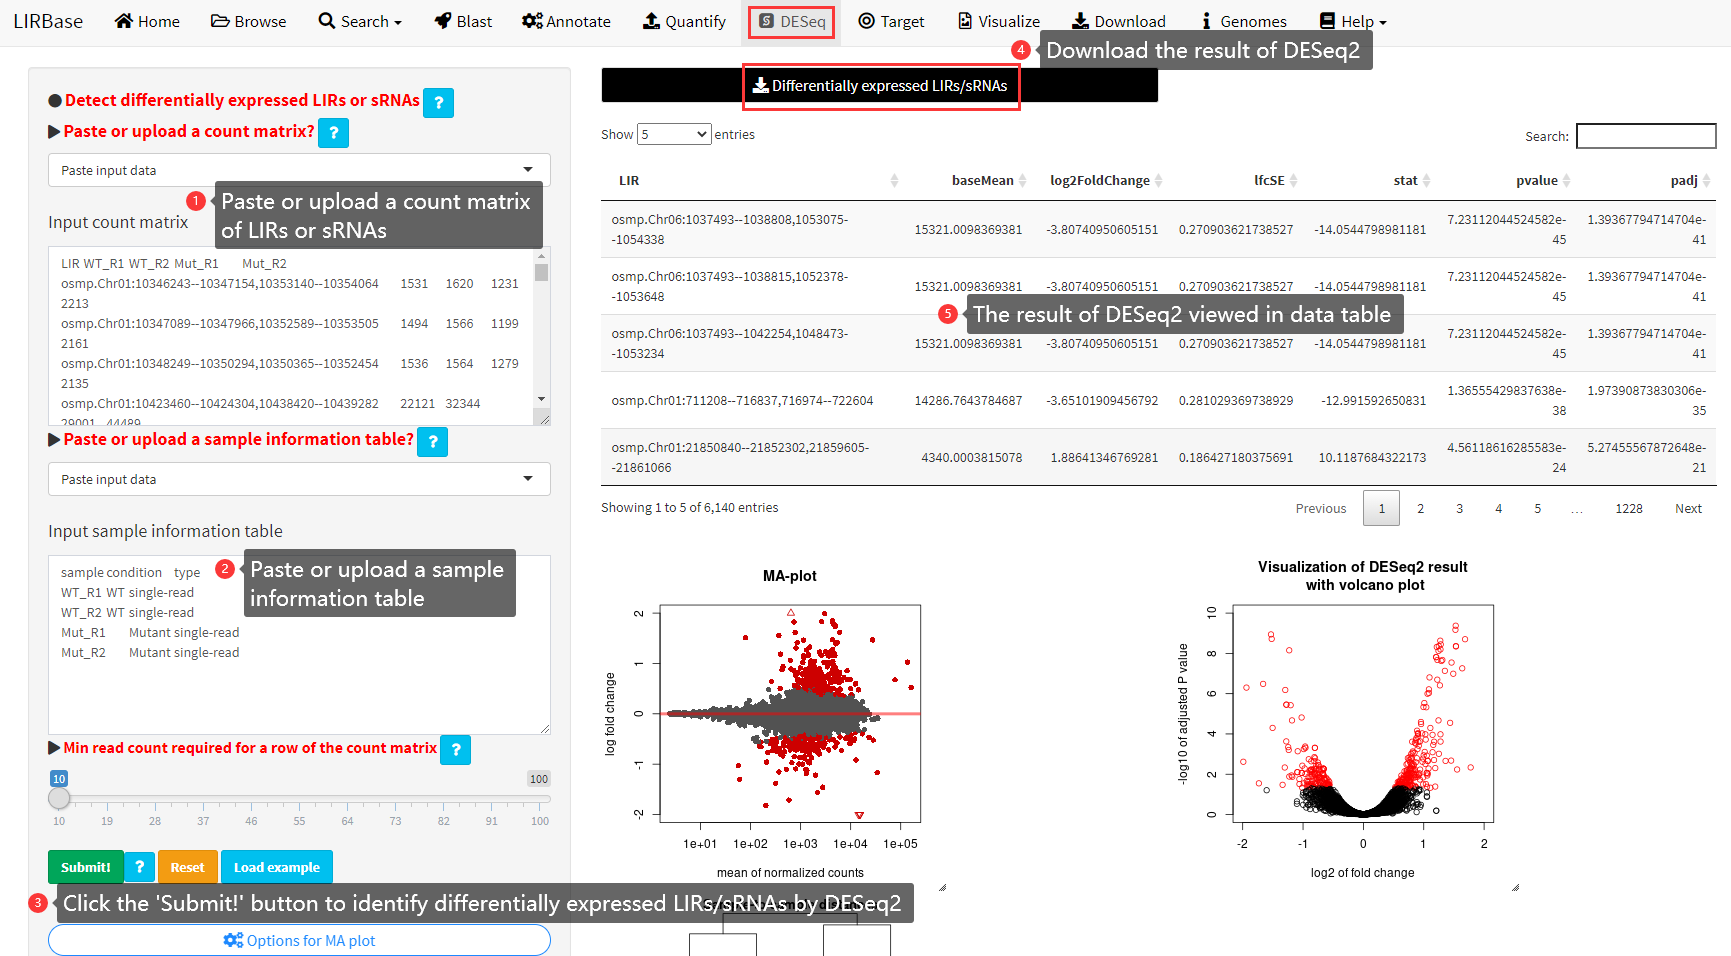 LIRBase Home Browse Search Blast Annotate Quantify DESeq Target Visualize Download Genomes Help
4 Download the result of DESeq2
Detect differentially expressed LIRs or sRNAs ?
Paste or upload a count matrix? ?
Paste input data
1 Paste or upload a count matrix
of LIRs or sRNAs
Input count matrix
LIR WT_R1 WT_R2 Mut_R1 Mut_R2
osmp.Chr01:10346243--10347154,10353140--10354064 1531 1620 1231
2213
osmp.Chr01:10347089--10347966,10352589--10353505 1494 1566 1199
2161
osmp.Chr01:10348249--10350294,10350365--10352454 1536 1564 1279
2135
osmp.Chr01:10423460--10424304,10438420--10439282 22121 32344
29001 44489
Paste or upload a sample information table? ?
Paste input data
Input sample information table
2 Paste or upload a sample
information table
sample condition type
WT_R1 WT single-read
WT_R2 WT single-read
Mut_R1 Mutant single-read
Mut_R2 Mutant single-read
Min read count required for a row of the count matrix ?
10 100
10 19 28 37 46 55 64 73 82 91 100
Submit! ? Reset Load example
3 Click the 'Submit!' button to identify differentially expressed LIRs/sRNAs by DESeq2
Options for MA plot
Differentially expressed LIRs/sRNAs
Show 5 entries
Search:
LIR baseMean log2FoldChange lfcSE stat pvalue padj
osmp.Chr06:1037493--1038808,1053075-
-1054338 15321.0098369381 -3.80740950605151 0.270903621738527 -14.0544798981181 7.23112044524582e-
45 1.39367794714704e-
41
osmp.Chr06:1037493--1038815,1052378-
-1053648 15321.0098369381 -3.80740950605151 0.270903621738527 -14.0544798981181 7.23112044524582e-
45 1.39367794714704e-
41
5 The result of DESeq2 viewed in data table
osmp.Chr06:1037493--1042254,1048473-
-1053234 15321.0098369381 -3.80740950605151 0.270903621738527 -14.0544798981181 7.23112044524582e-
45 1.39367794714704e-
41
osmp.Chr01:711208--716837,716974--722604 14286.7643784687 -3.65101909456792 0.281029369738929 -12.991592650831 1.36555429837638e-
38 1.97390873830306e-
35
osmp.Chr01:21850840--21852302,21859605-
-21861066 4340.0003815078 1.88641346769281 0.186427180375691 10.1187684322173 4.56118616285583e-
24 5.27455567872648e-
21
Showing 1 to 5 of 6,140 entries
Previous 1 2 3 4 5 … 1228 Next
MA-plot
log fold change
2
1
0
-1
-2
1e+01 1e+02 1e+03 1e+04 1e+05
mean of normalized counts
Visualization of DESeq2 result
with volcano plot
-log10 of adjusted P value
10
8
6
4
2
0
-2 -1 0 1 2
log2 of fold change